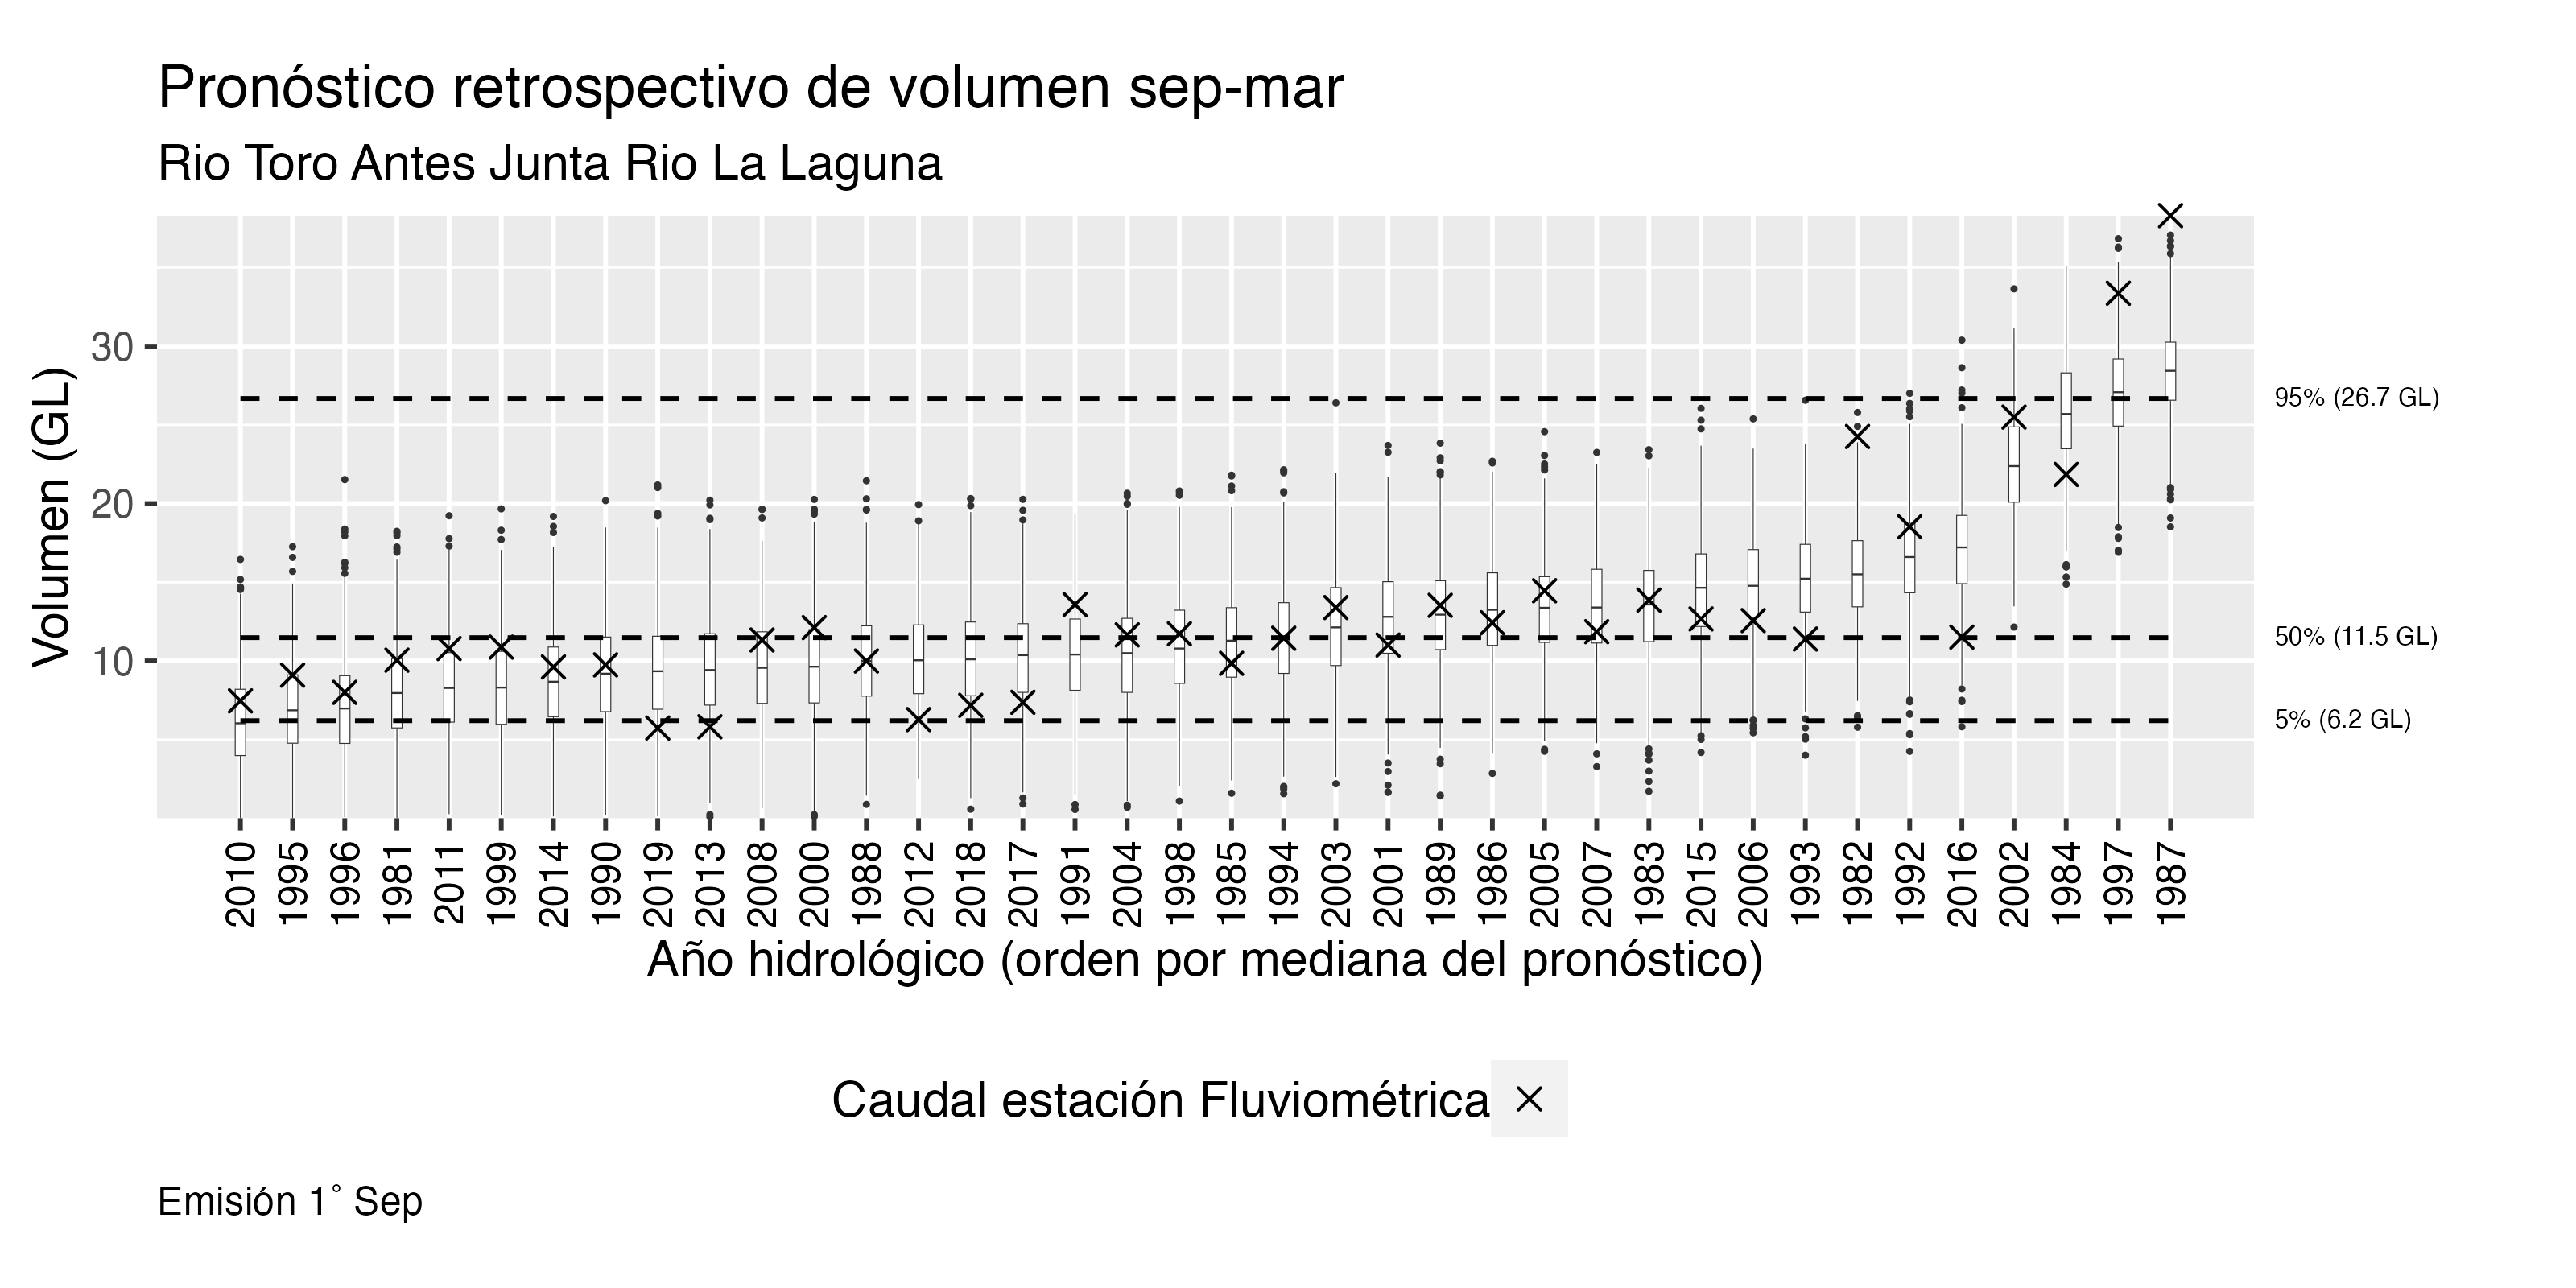 Pronóstico retrospectivo de volumen sep-mar
Rio Toro Antes Junta Rio La Laguna
Volumen (GL)
30
20
10
95% (26.7 GL)
50% (11.5 GL)
5% (6.2 GL)
2010 1995 1996 1981 2011 1999 2014 1990 2019 2013 2008 2000 1988 2012 2018 2017 1991 2004 1998 1985 1994 2003 2001 1989 1986 2005 2007 1983 2015 2006 1993 1982 1992 2016 2002 1984 1997 1987
Año hidrológico (orden por mediana del pronóstico)
Caudal estación Fluviométrica
Emisión 1° Sep